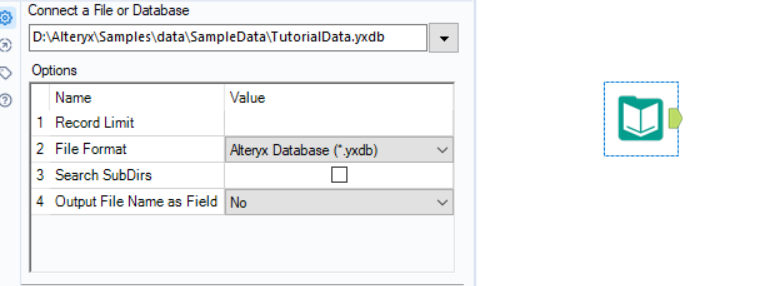 Connect a File or Database
D:\Alteryx\Samples\data\SampleData\TutorialData.yxdb
Options
Name Value
1 Record Limit
2 File Format Alteryx Database (*.yxdb)
3 Search SubDirs
4 Output File Name as Field No